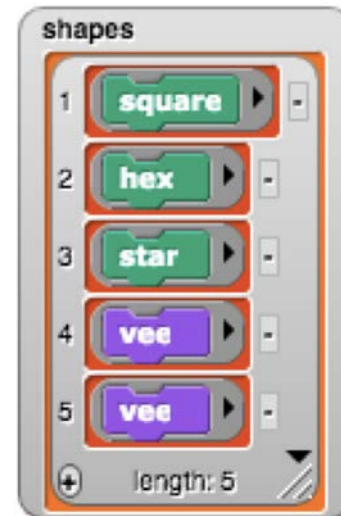 shapes
1 square
2 hex
3 star
4 vee
5 vee
+ length: 5